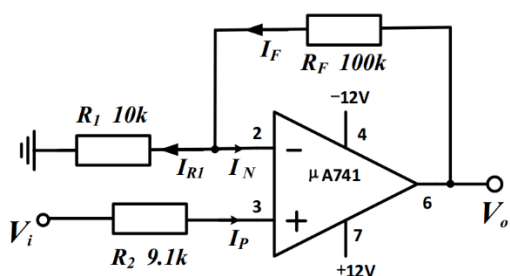 I_F
R_F 100k
R_1 10k
−12V
2
4
I_R1
I_N
μA741
V_i
3
I_P
6
V_o
7
R_2 9.1k
+12V